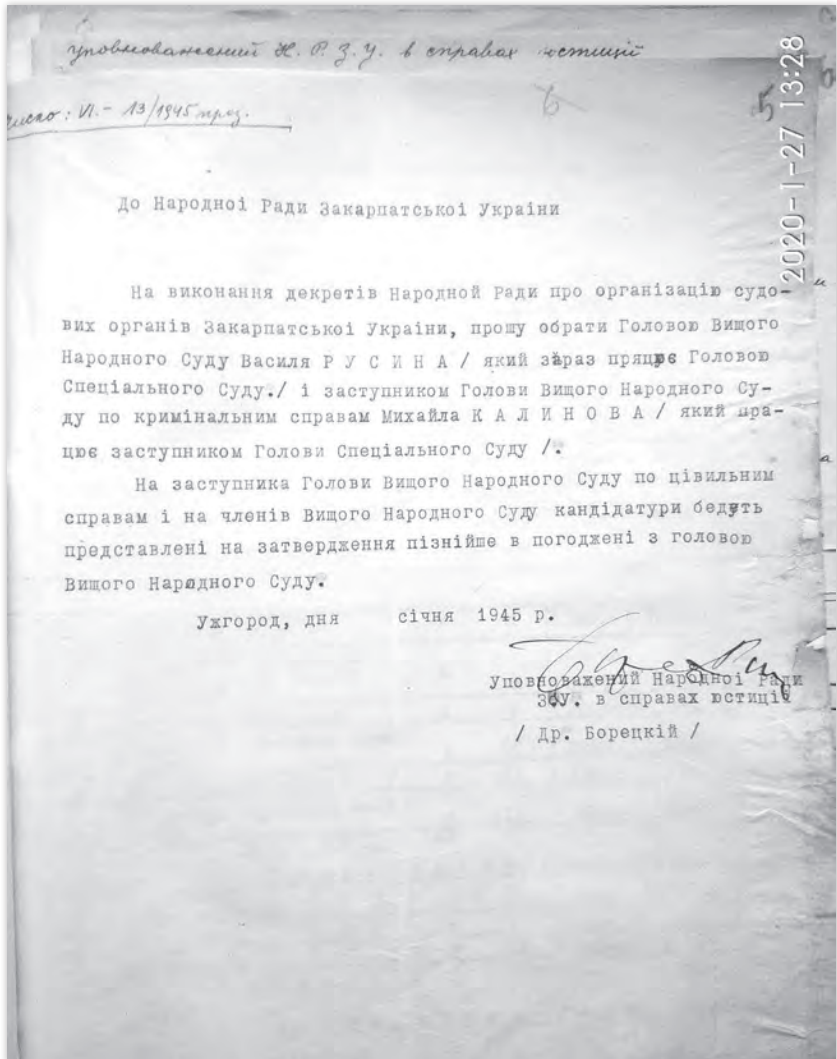 уповноважений Н. Р. З. У. в справах юстиції
Число: VI. - 13/1945 през.
6
5
2020-1-27 13:28
До Народноі Ради Закарпатськоі Украіни
На виконання декретів Народной Ради про організацію судо-
вих органів Закарпатськоі Украіни, прошу обрати Головою Вищого
Народного Суду Василя Р У С И Н А / який зараз працює Головою
Спеціального Суду./ і заступником Голови Вищого Народного Су-
ду по кримінальним справам Михайла К А Л И Н О В А / який пра-
цює заступником Голови Спеціального Суду /.
На заступника Голови Вищого Народного Суду по цівильним
справам і на членів Вищого Народного Суду кандідатури бедуть
представлені на затвердження пізнійше в погоджені з головою
Вищого Народного Суду.
Ужгород, дня січня 1945 р.
Уповноважений Народноі Ради
ЗУ. в справах юстиціі
/ Др. Борецкій /